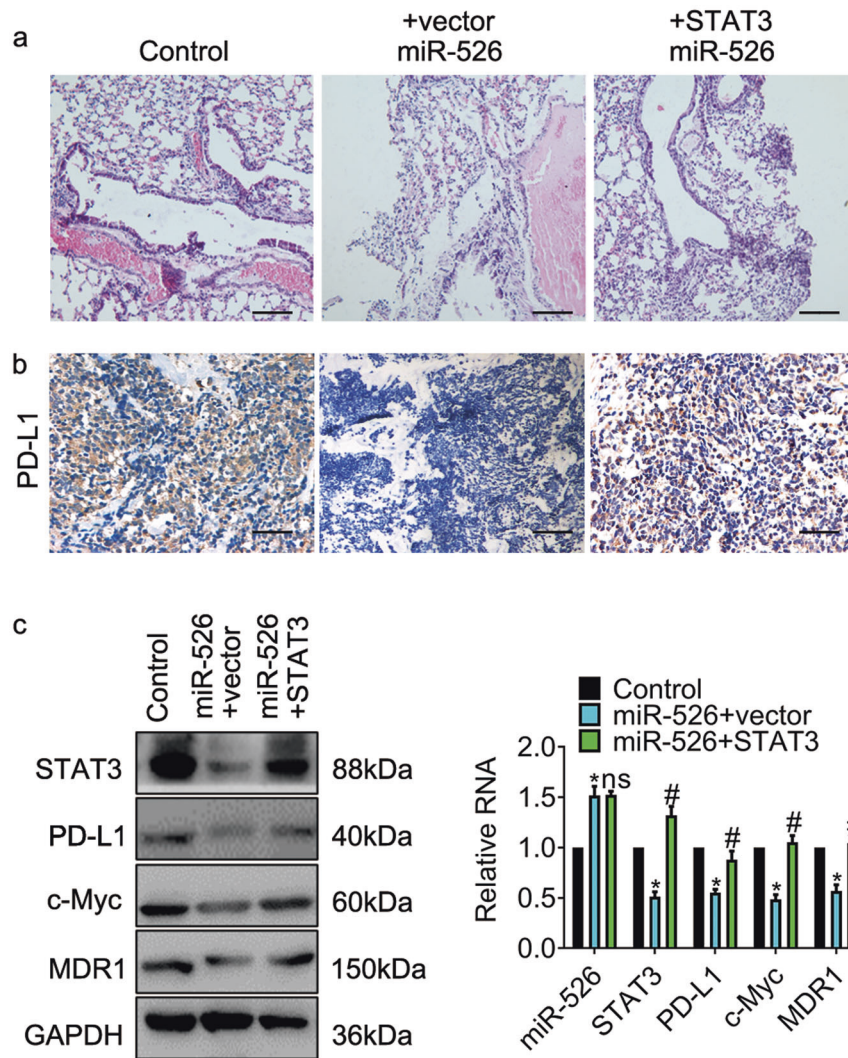 a
Control
+vector
miR-526
+STAT3
miR-526
b
PD-L1
c
Control
miR-526
+vector
miR-526
+STAT3
STAT3
88kDa
PD-L1
40kDa
c-Myc
60kDa
MDR1
150kDa
GAPDH
36kDa
Control
miR-526+vector
miR-526+STAT3
Relative RNA
2.0
1.5
1.0
0.5
0.0
*
ns
*
#
*
#
*
#
*
miR-526
STAT3
PD-L1
c-Myc
MDR1